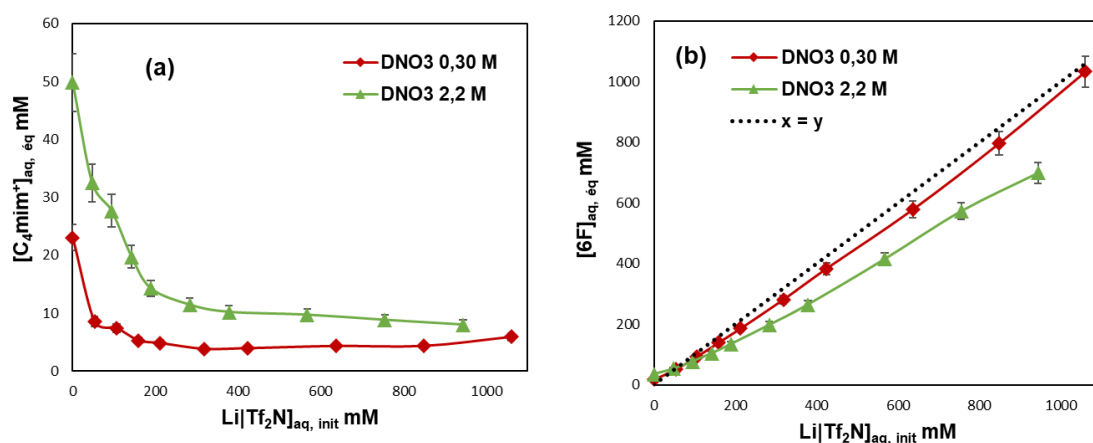 (a)
DNO3 0,30 M
DNO3 2,2 M
[C₄mim⁺]aq, éq mM
60
50
40
30
20
10
0
0 200 400 600 800 1000
Li|Tf₂N]aq, init mM
(b)
DNO3 0,30 M
DNO3 2,2 M
x = y
[6F]aq, éq mM
1200
1000
800
600
400
200
0
0 200 400 600 800 1000
Li|Tf₂N]aq, init mM